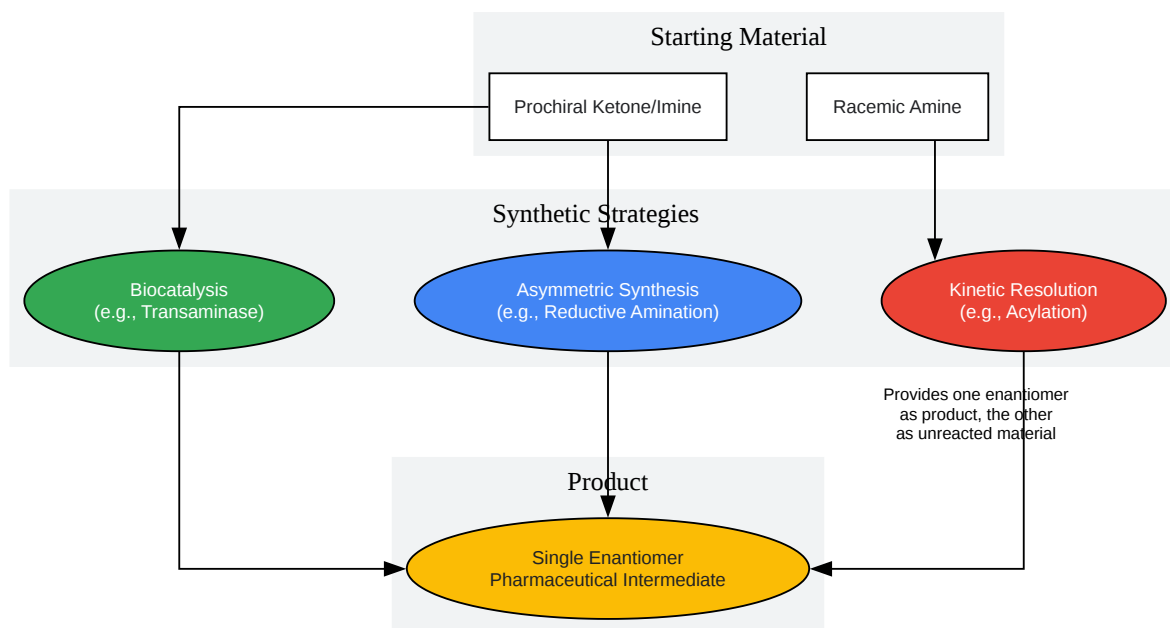 Starting Material
Prochiral Ketone/Imine
Racemic Amine
Synthetic Strategies
Biocatalysis
(e.g., Transaminase)
Asymmetric Synthesis
(e.g., Reductive Amination)
Kinetic Resolution
(e.g., Acylation)
Provides one enantiomer
as product, the other
as unreacted material
Product
Single Enantiomer
Pharmaceutical Intermediate